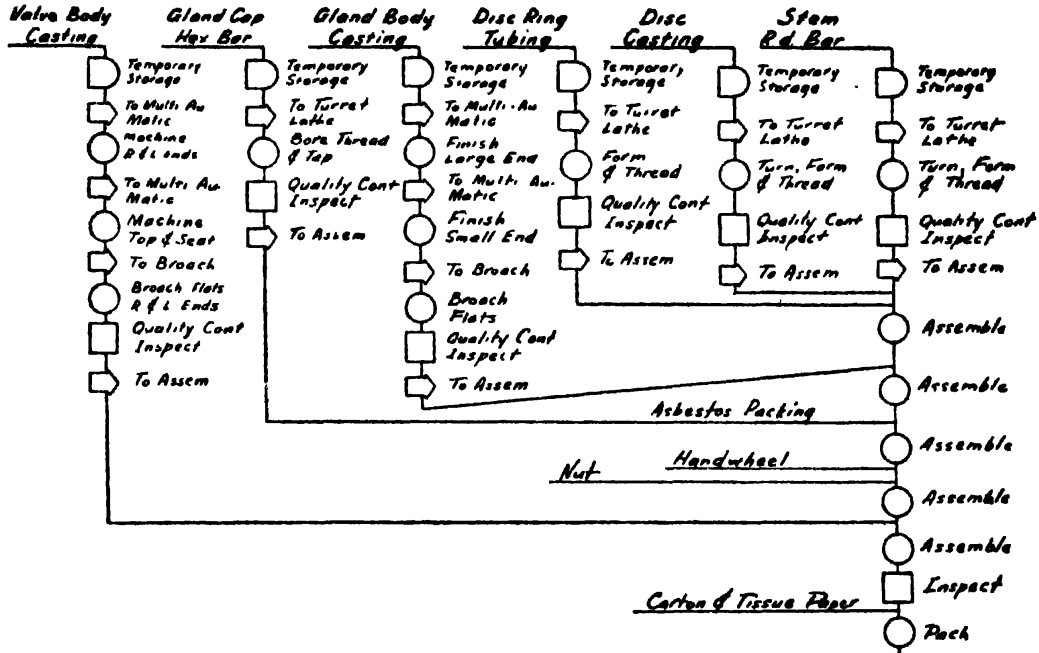 Valve Body
Casting
Temporary
Storage
To Multi Au
Matic
Machine
R & L ends
To Multi Au.
Matic
Machine
Top & Seat
To Broach
Broach Flats
R & L Ends
Quality Cont
Inspect
To Assem
Gland Cap
Hex Bar
Temporary
Storage
To Turret
Lathe
Bore Thread
& Tap
Quality Cont
Inspect
To Assem
Gland Body
Casting
Temporary
Storage
To Multi-Au
Matic
Finish
Large End
To Multi Au.
Matic
Finish
Small End
To Broach
Broach
Flats
Quality Cont
Inspect
To Assem
Disc Ring
Tubing
Temporary
Storage
To Turret
Lathe
Form
& Thread
Quality Cont
Inspect
To Assem
Disc
Casting
Temporary
Storage
To Turret
Lathe
Turn, Form
& Thread
Quality Cont
Inspect
To Assem
Stem
Rd. Bar
Temporary
Storage
To Turret
Lathe
Turn, Form
& Thread
Quality Cont
Inspect
To Assem
Assemble
Assemble
Asbestos Packing
Assemble
Handwheel
Nut
Assemble
Assemble
Inspect
Carton & Tissue Paper
Pack